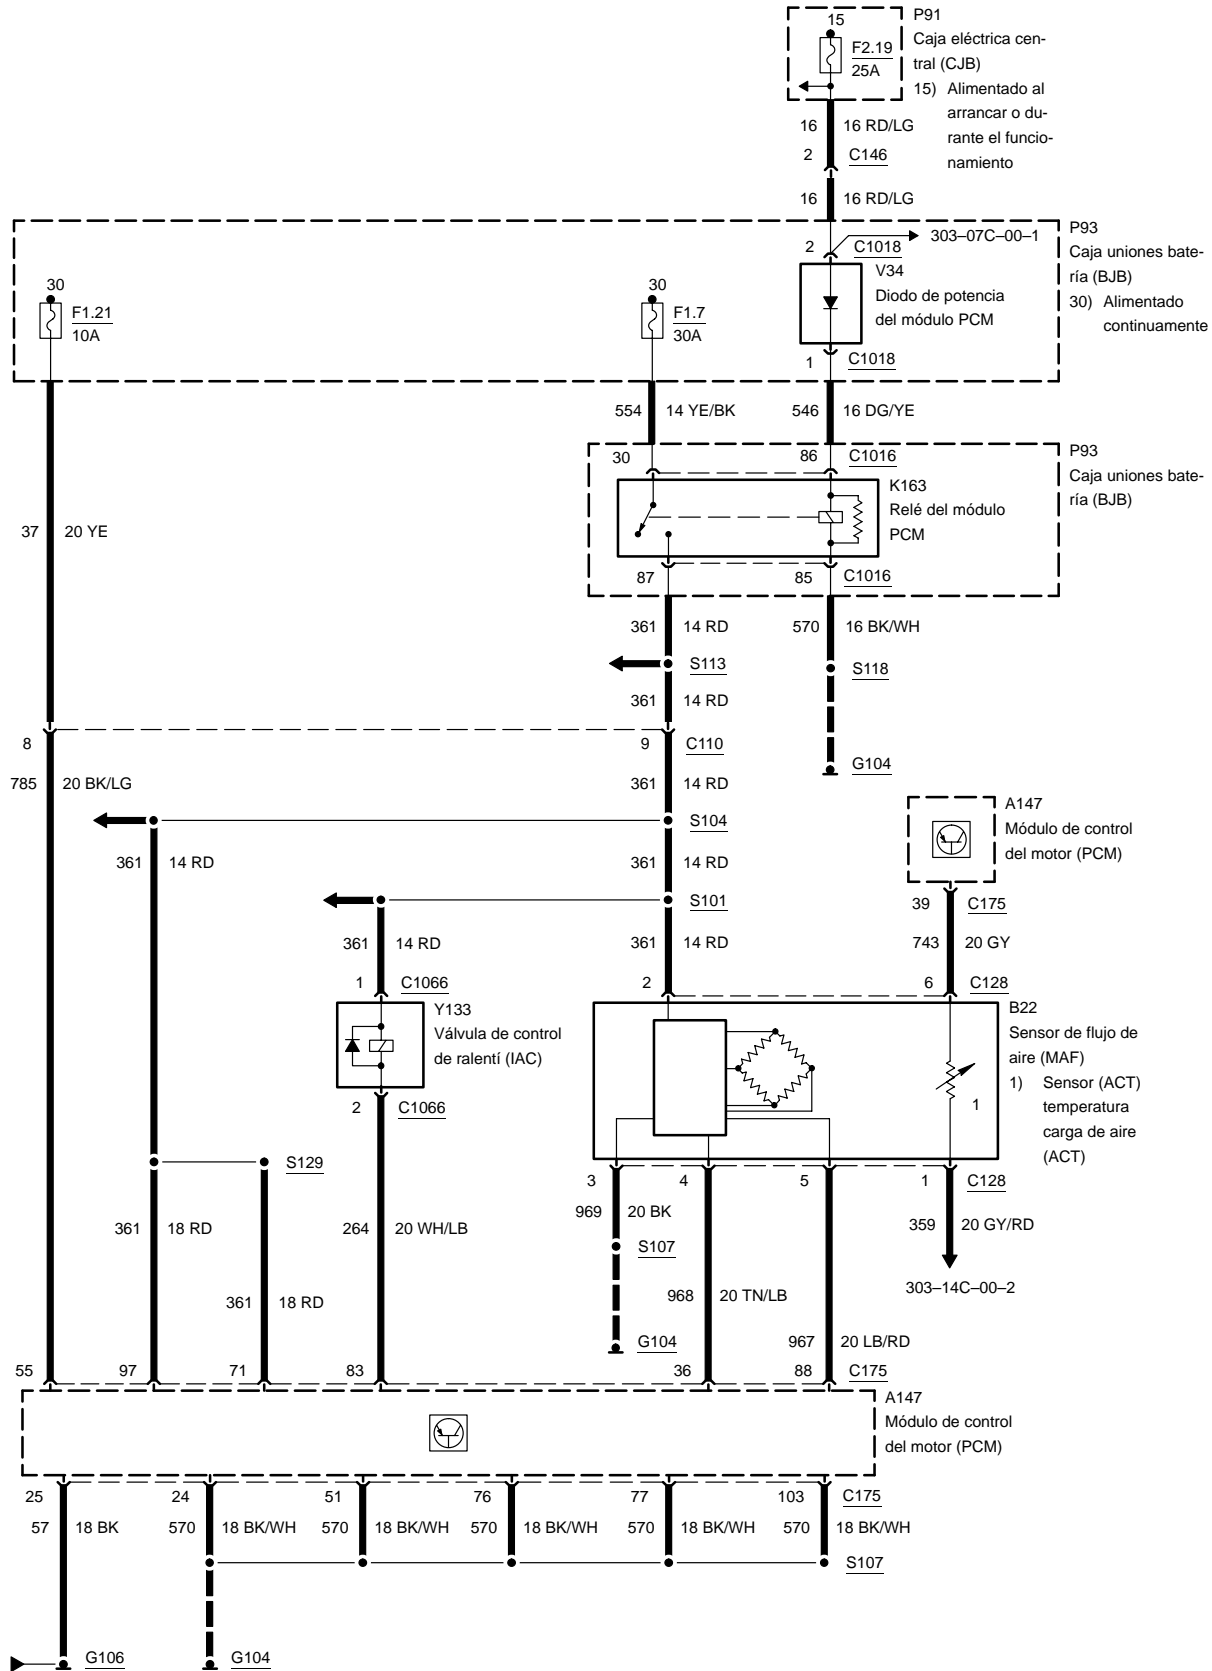 P91
15
Caja eléctrica cen-
tral (CJB)
F2.19
25A
15) Alimentado al
arrancar o du-
rante el funcio-
namiento
16 16 RD/LG
2 C146
16 16 RD/LG
P93
Caja uniones bate-
ría (BJB)
30) Alimentado
continuamente
303–07C–00–1
2 C1018
V34
Diodo de potencia
del módulo PCM
30
F1.21
10A
30
F1.7
30A
1 C1018
554 14 YE/BK
546 16 DG/YE
P93
Caja uniones bate-
ría (BJB)
30
86 C1016
K163
Relé del módulo
PCM
37 20 YE
87
85 C1016
361 14 RD
570 16 BK/WH
S113
S118
361 14 RD
8
9 C110
G104
785 20 BK/LG
361 14 RD
A147
Módulo de control
del motor (PCM)
S104
361 14 RD
361 14 RD
S101
39 C175
361 14 RD
361 14 RD
743 20 GY
1 C1066
2
6 C128
Y133
Válvula de control
de ralentí (IAC)
B22
Sensor de flujo de
aire (MAF)
1) Sensor (ACT)
temperatura
carga de aire
(ACT)
1
2 C1066
S129
3
4
5
1 C128
969 20 BK
361 18 RD
264 20 WH/LB
359 20 GY/RD
S107
303–14C–00–2
361 18 RD
968 20 TN/LB
G104
967 20 LB/RD
55
97
71
83
36
88 C175
A147
Módulo de control
del motor (PCM)
25
24
51
76
77
103 C175
57 18 BK
570 18 BK/WH
570 18 BK/WH
570 18 BK/WH
570 18 BK/WH
570 18 BK/WH
S107
G106
G104